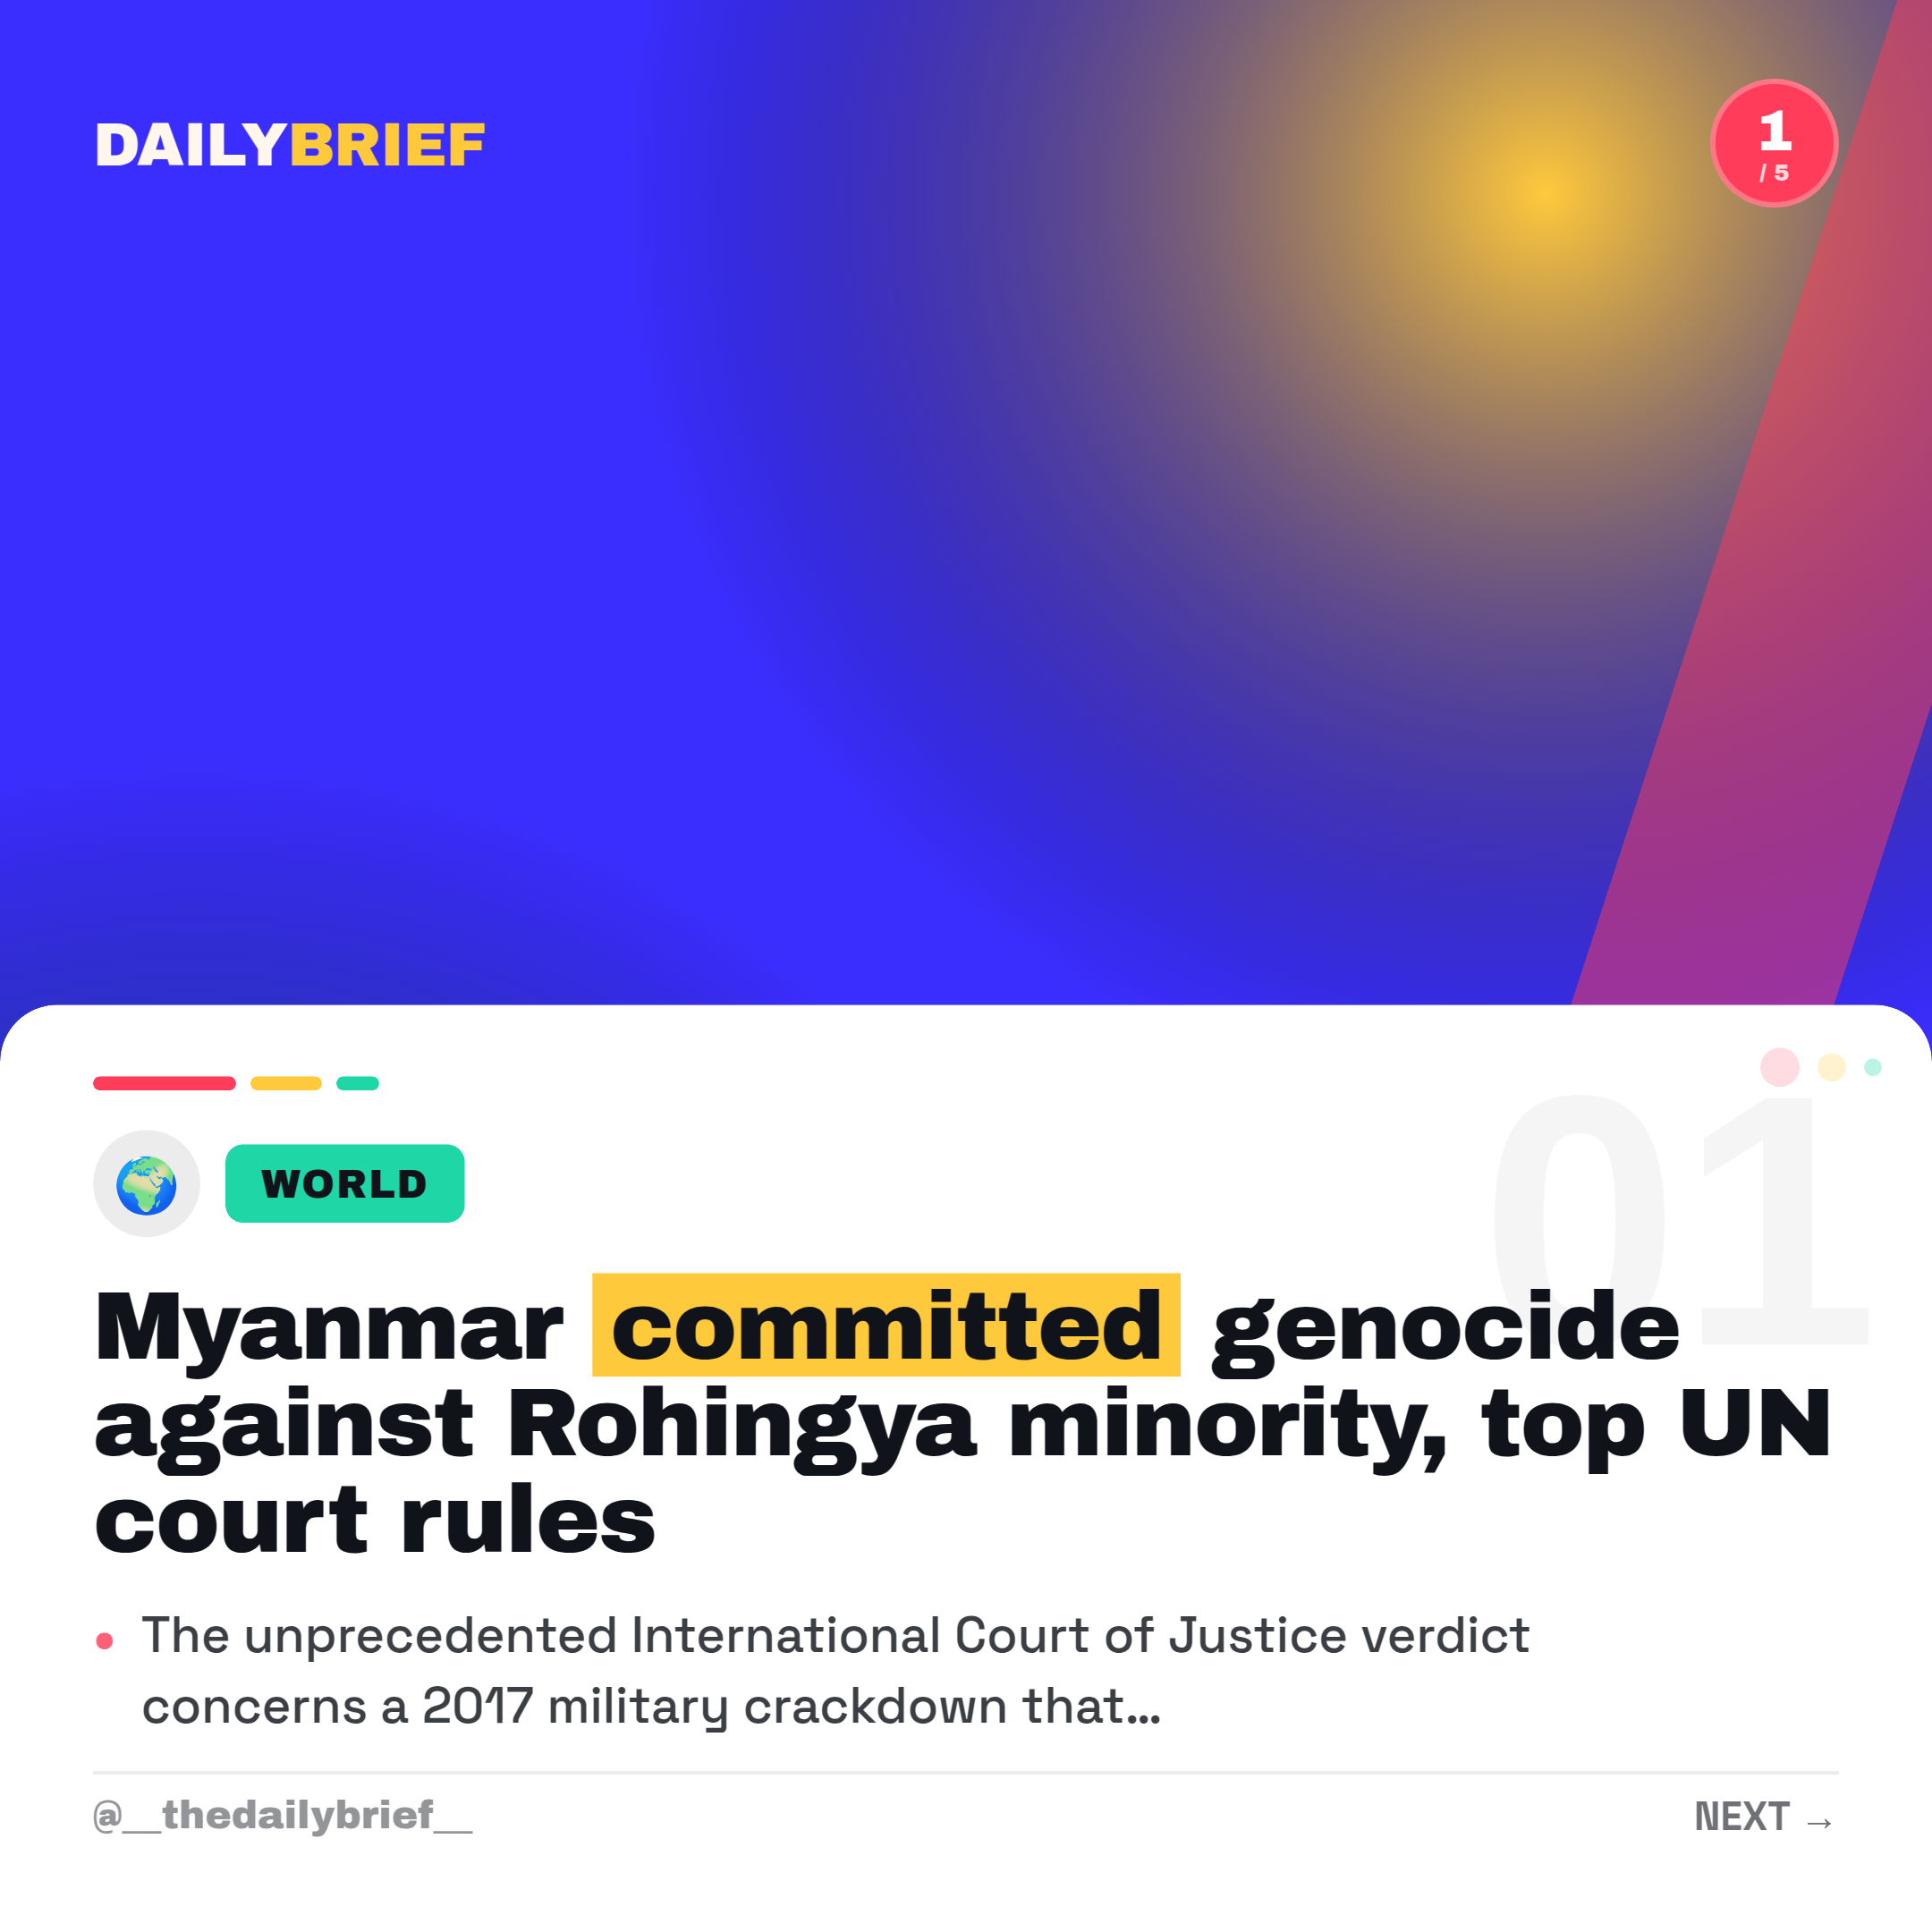 DAILYBRIEF
1
/ 5
01
🌍 WORLD
Myanmar committed genocide
against Rohingya minority, top UN
court rules
• The unprecedented International Court of Justice verdict
concerns a 2017 military crackdown that...
@__thedailybrief__
NEXT →